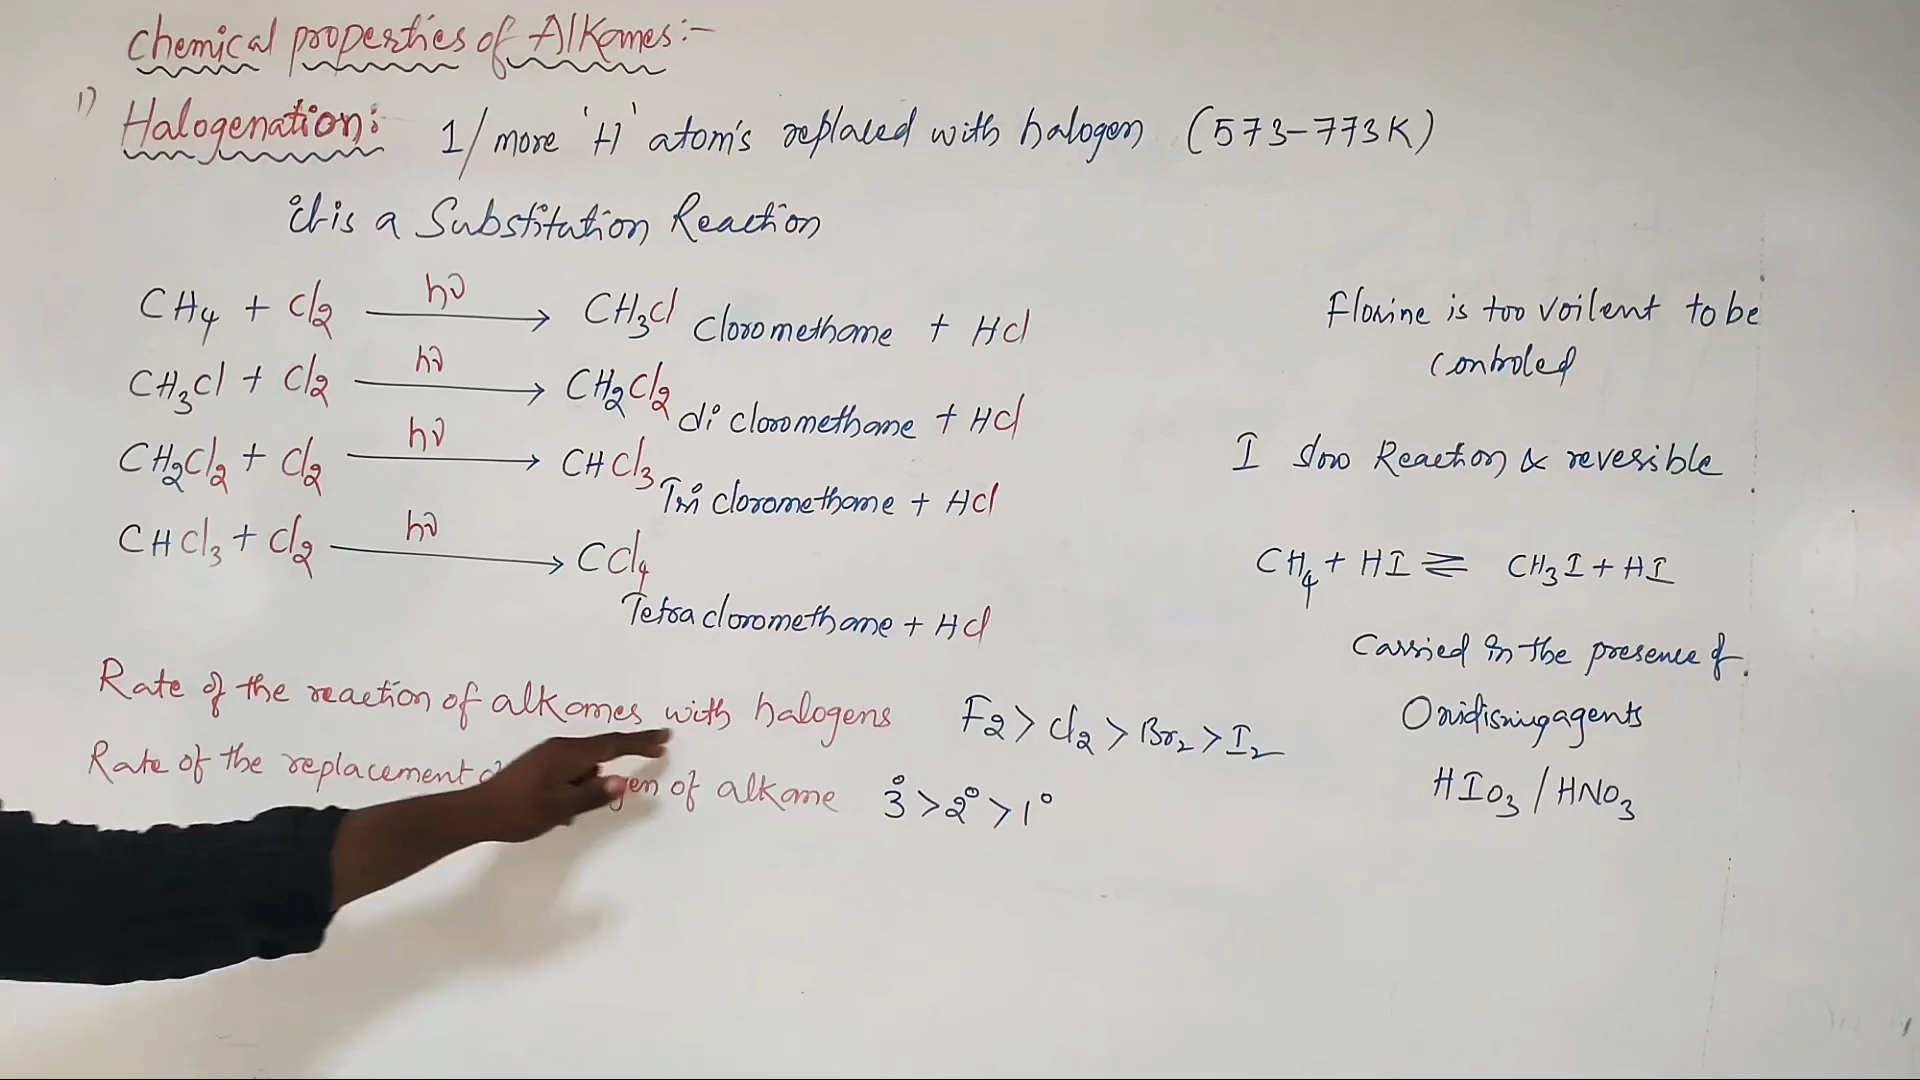 Chemical properties of Alkanes:-
1) Halogenation: 1/more 'H' atom's replaced with halogen (573-773K)
it is a Substitution Reaction
CH4 + Cl2 hν → CH3Cl Cloromethane + HCl
CH3Cl + Cl2 hν → CH2Cl2 di cloromethane + HCl
CH2Cl2 + Cl2 hν → CHCl3 Tri cloromethane + HCl
CHCl3 + Cl2 hν → CCl4 Tetra cloromethane + HCl
Rate of the reaction of alkanes with halogens F2 > Cl2 > Br2 > I2
Rate of the replacement of alkane 3° > 2° > 1°
Florine is too voilent to be
controled
I slow Reaction & revesible
CH4 + HI ⇌ CH3I + HI
Carried in the presence of
Oxidising agents
HIO3 / HNO3